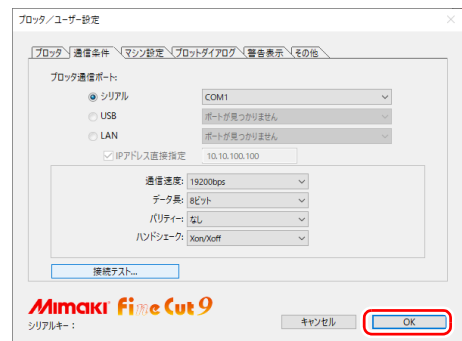 プロッタ／ユーザー設定
プロッタ 通信条件 マシン設定 プロットダイアログ 警告表示 その他
プロッタ通信ポート:
シリアル COM1
USB ポートが見つかりません
LAN ポートが見つかりません
IPアドレス直接指定 10.10.100.100
通信速度: 19200bps
データ長: 8ビット
パリティー: なし
ハンドシェーク: Xon/Xoff
接続テスト...
Mimaki Fine Cut 9
シリアルキー：
キャンセル OK